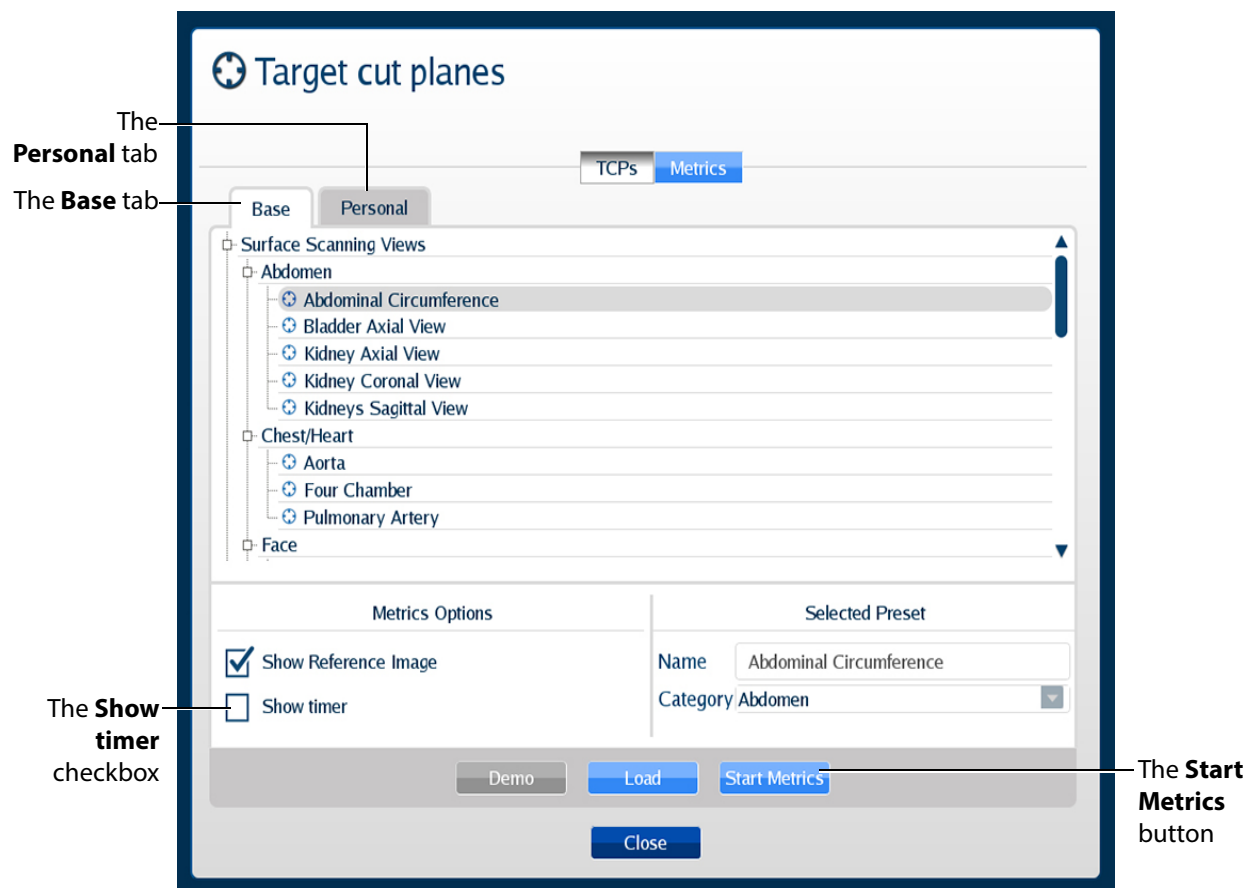 Target cut planes
The
Personal tab
The Base tab
TCPs Metrics
Base Personal
Surface Scanning Views
Abdomen
Abdominal Circumference
Bladder Axial View
Kidney Axial View
Kidney Coronal View
Kidneys Sagittal View
Chest/Heart
Aorta
Four Chamber
Pulmonary Artery
Face
Metrics Options
Show Reference Image
Show timer
Selected Preset
Name Abdominal Circumference
Category Abdomen
The Show
timer
checkbox
Demo Load Start Metrics
The Start
Metrics
button
Close